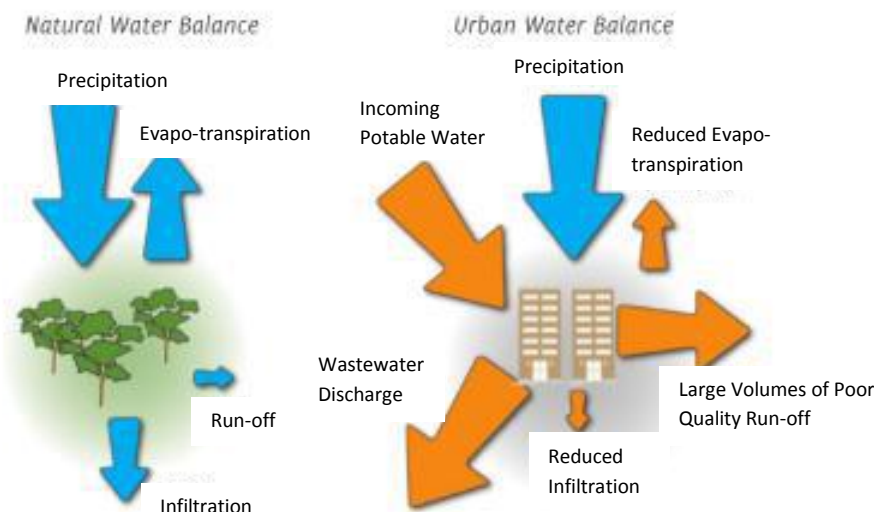 Natural Water Balance
Precipitation
Evapo-transpiration
Run-off
Infiltration
Urban Water Balance
Precipitation
Incoming
Potable Water
Reduced Evapo-
transpiration
Wastewater
Discharge
Large Volumes of Poor
Quality Run-off
Reduced
Infiltration